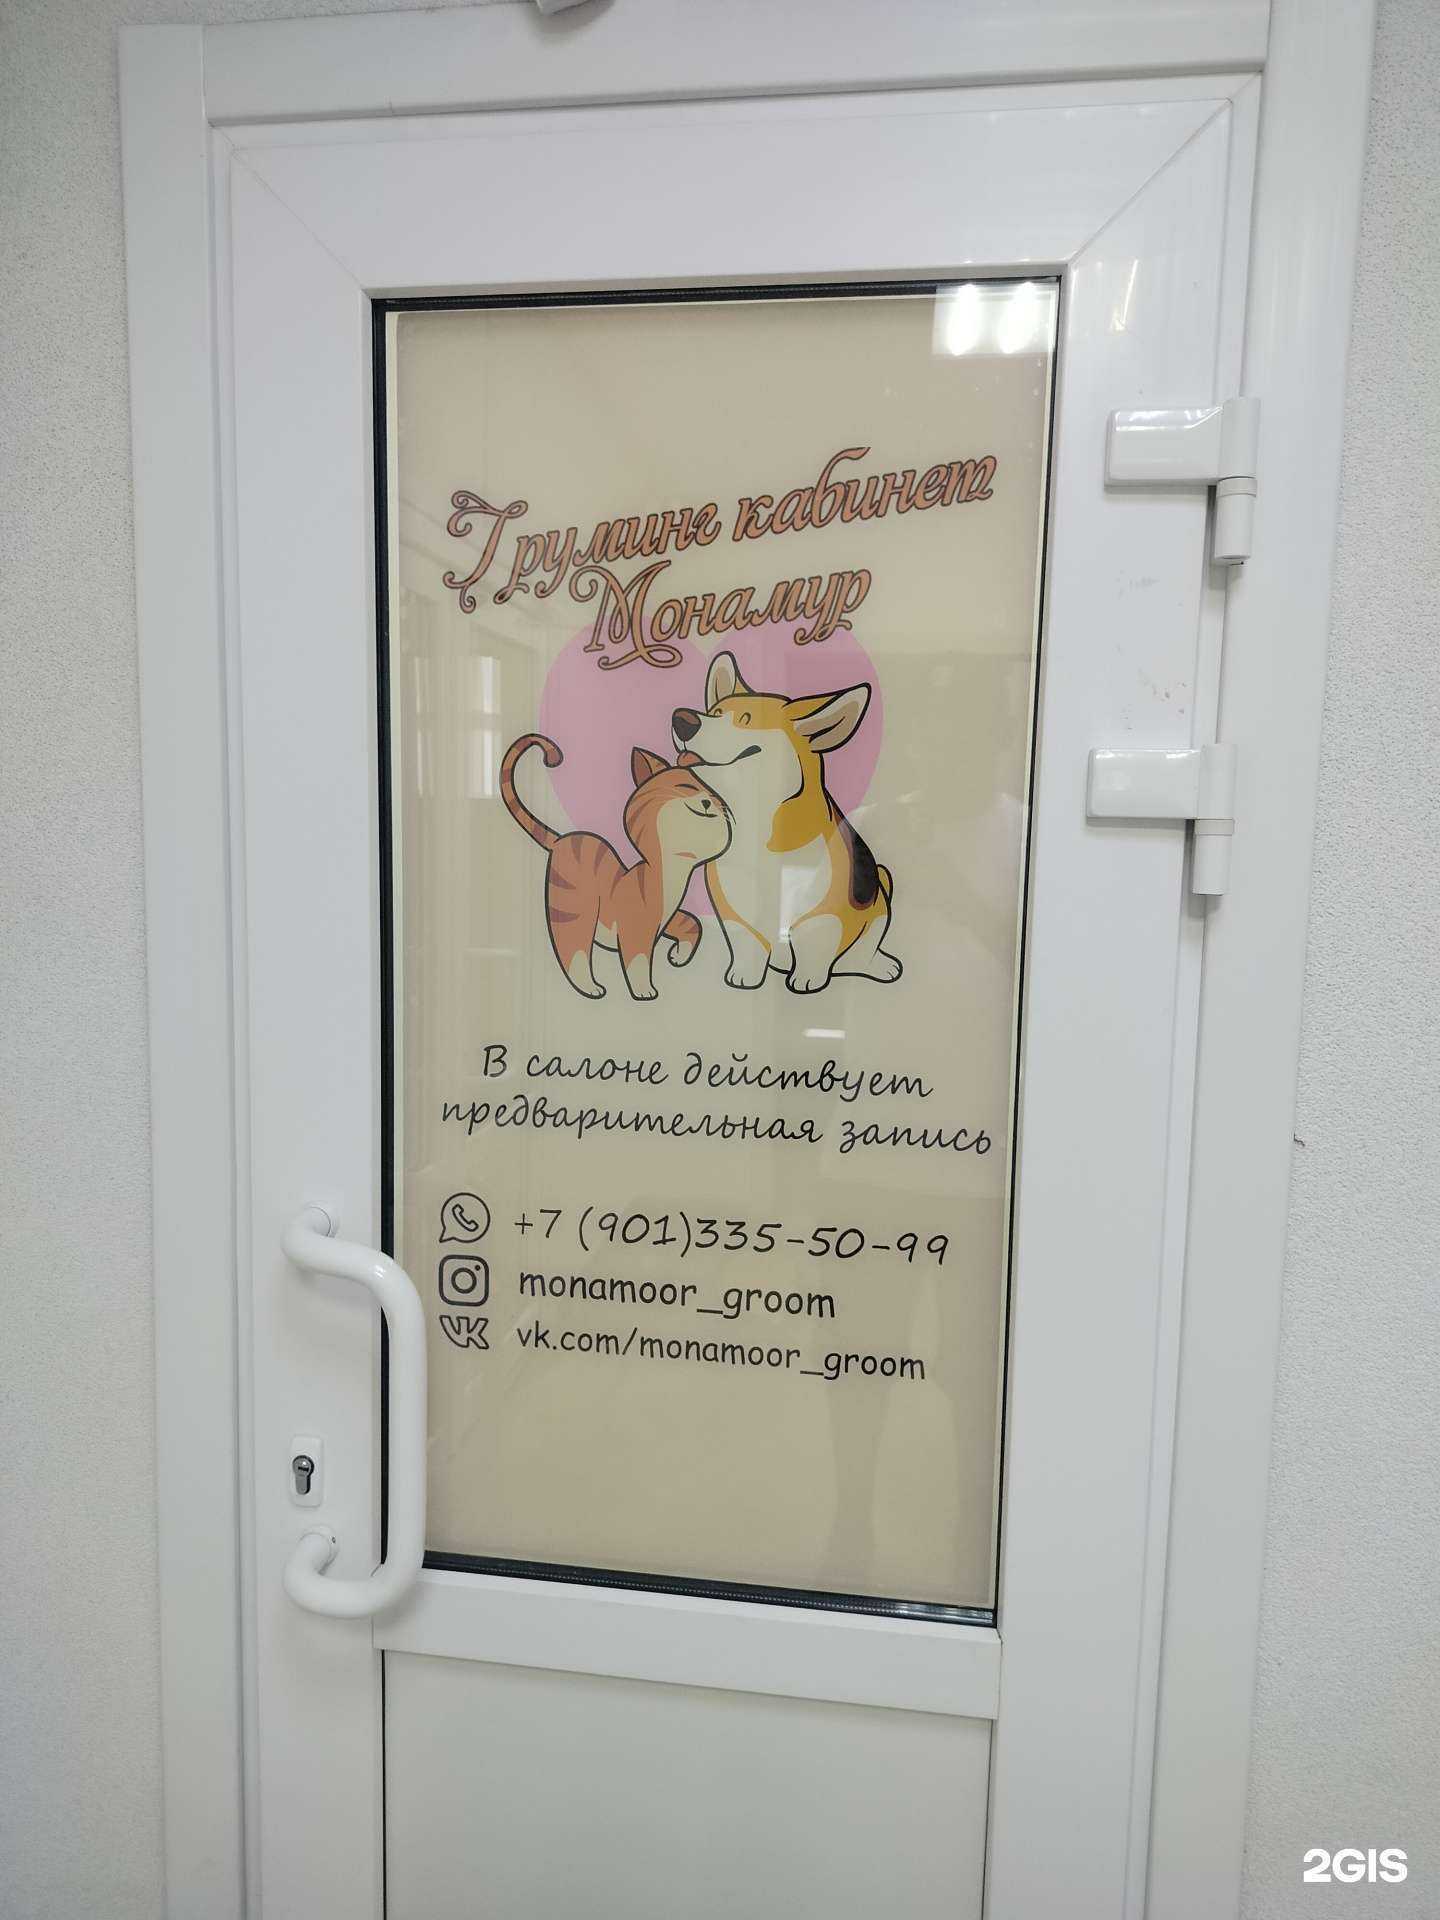 Груминг кабинет
Монамур
В салоне действует
предварительная запись
+7 (901)335-50-99
monamoor_groom
vk.com/monamoor_groom
2GIS